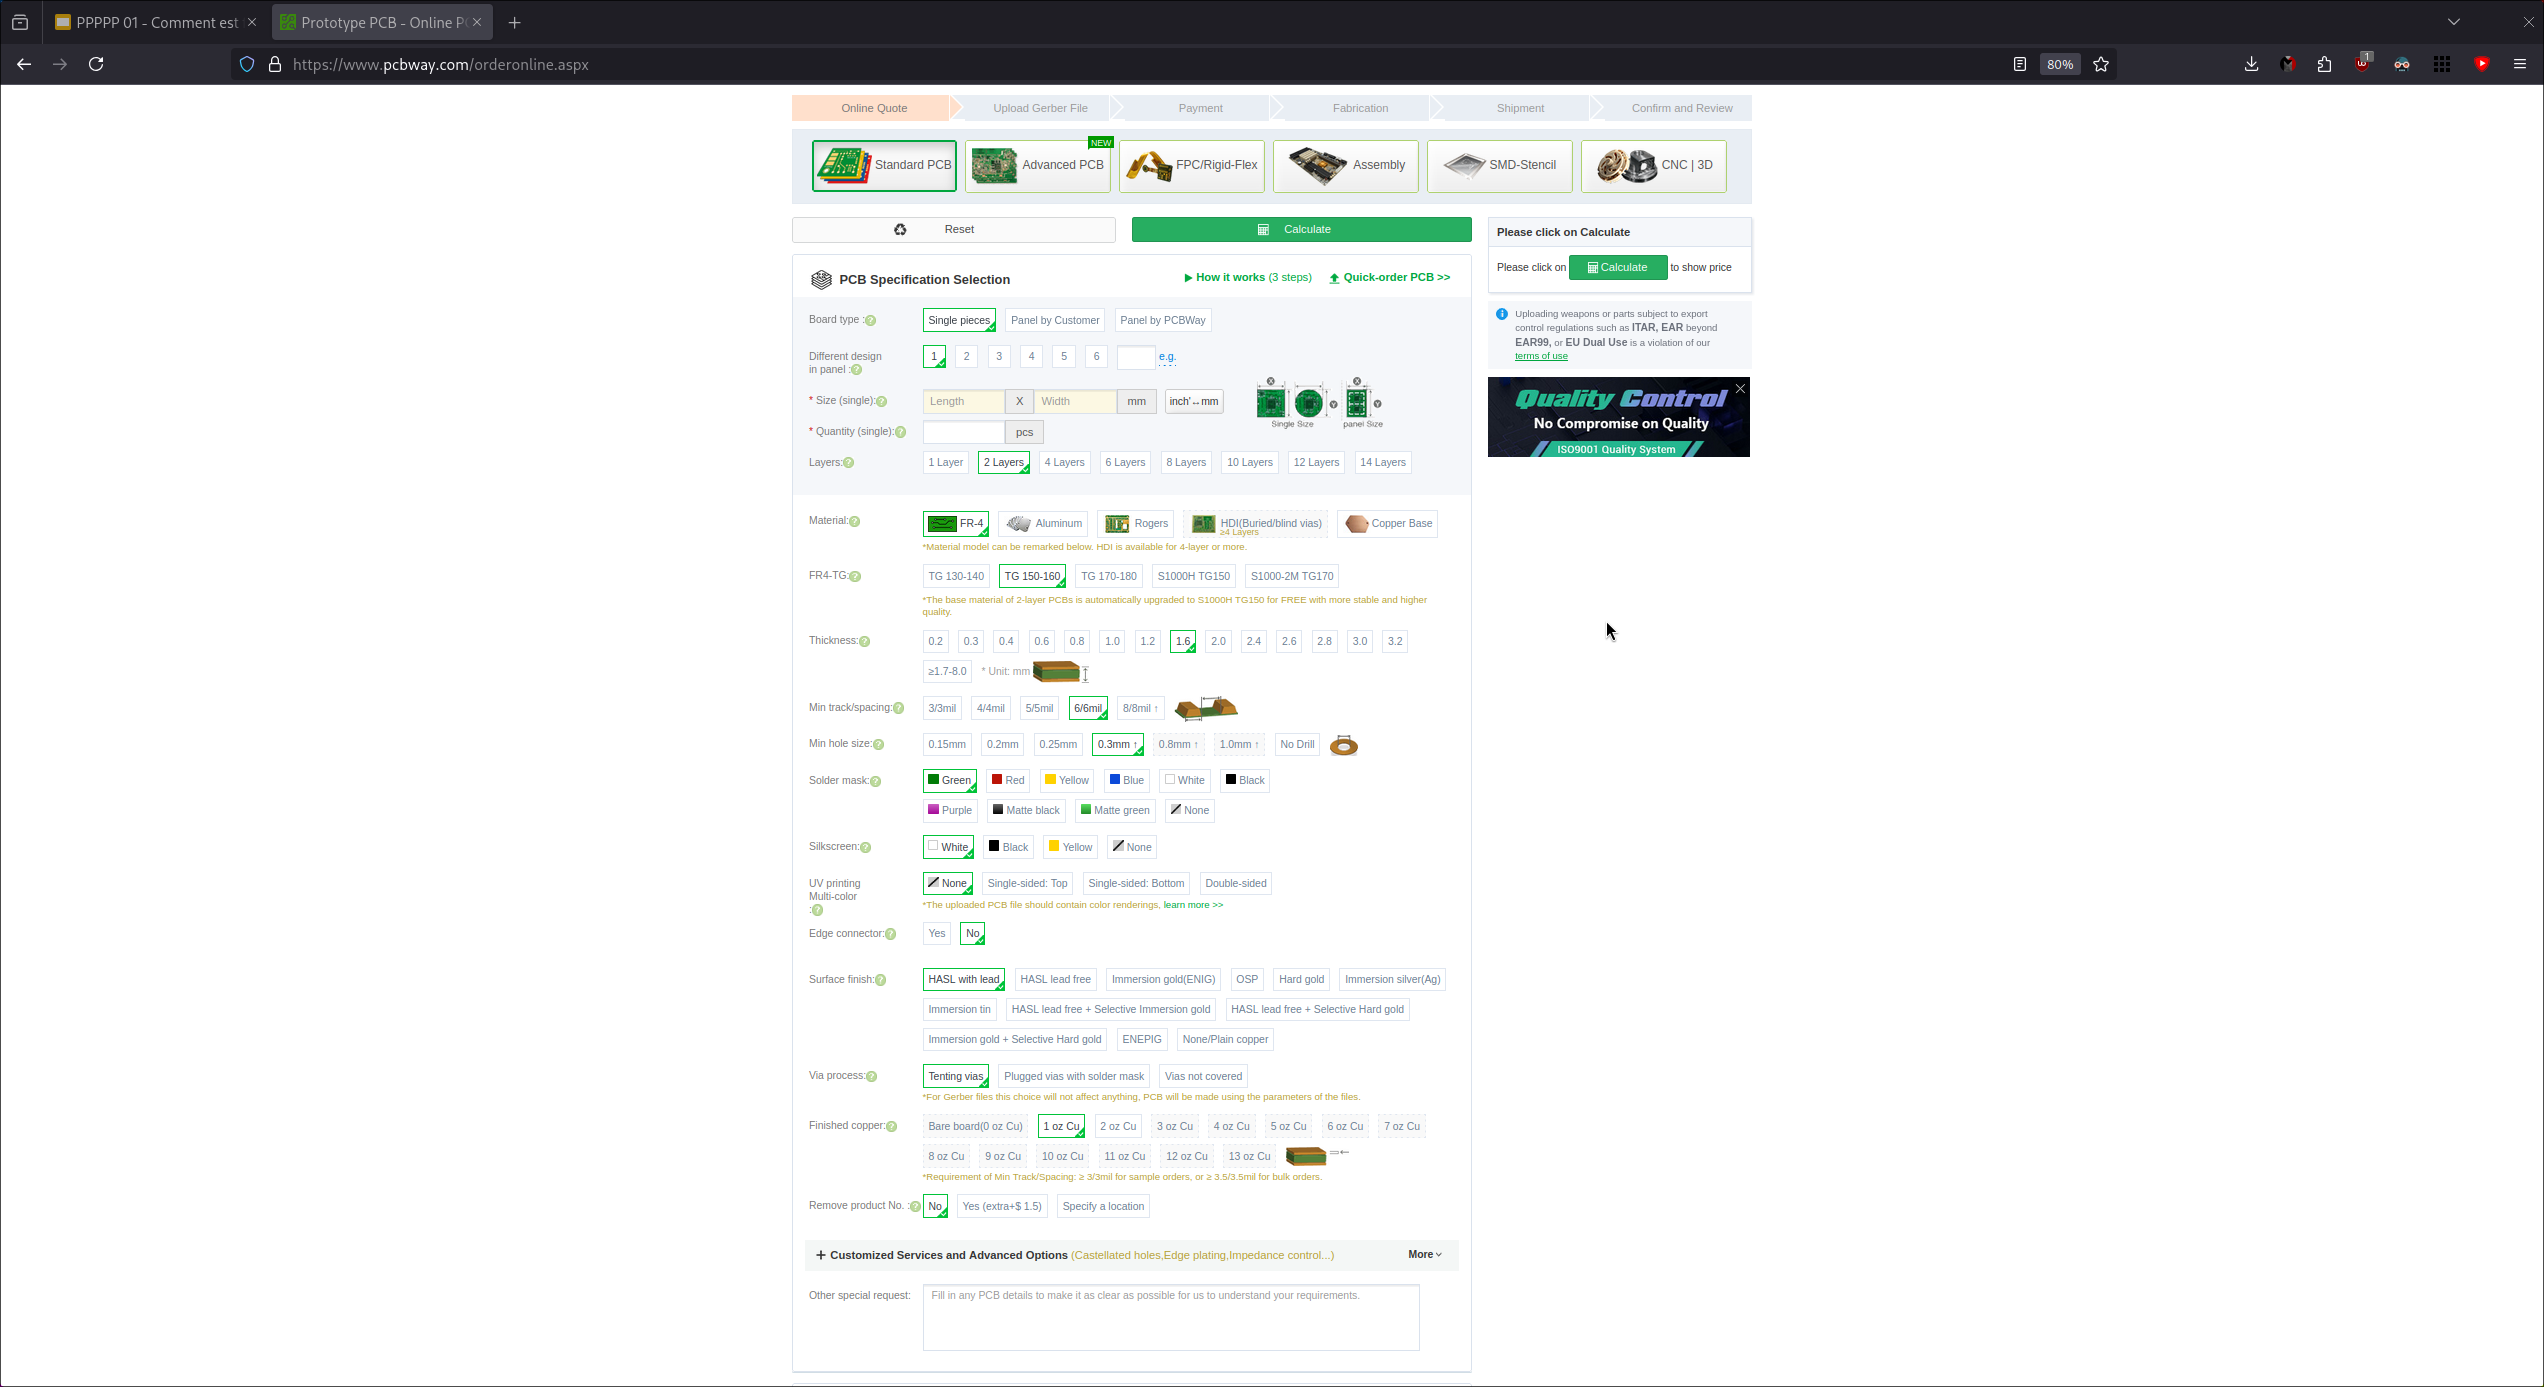 PPPPP 01 - Comment est
Prototype PCB - Online P
https://www.pcbway.com/orderonline.aspx
80%
1
Online Quote
Upload Gerber File
Payment
Fabrication
Shipment
Confirm and Review
NEW
Standard PCB
Advanced PCB
FPC/Rigid-Flex
Assembly
SMD-Stencil
CNC | 3D
Reset
Calculate
Please click on Calculate
Please click on Calculate to show price
PCB Specification Selection
How it works (3 steps)
Quick-order PCB >>
Uploading weapons or parts subject to export
control regulations such as ITAR, EAR beyond
EAR99, or EU Dual Use is a violation of our
terms of use
Quality Control
No Compromise on Quality
ISO9001 Quality System
Board type :? Single pieces Panel by Customer Panel by PCBWay
Different design
in panel :? 1 2 3 4 5 6 e.g.
* Size (single):? Length X Width mm inch'↔mm
X X Y Y
Single Size panel Size
* Quantity (single):? pcs
Layers:? 1 Layer 2 Layers 4 Layers 6 Layers 8 Layers 10 Layers 12 Layers 14 Layers
Material:? FR-4 Aluminum Rogers HDI(Buried/blind vias) Copper Base
≥4 Layers
*Material model can be remarked below. HDI is available for 4-layer or more.
FR4-TG:? TG 130-140 TG 150-160 TG 170-180 S1000H TG150 S1000-2M TG170
*The base material of 2-layer PCBs is automatically upgraded to S1000H TG150 for FREE with more stable and higher
quality.
Thickness:? 0.2 0.3 0.4 0.6 0.8 1.0 1.2 1.6 2.0 2.4 2.6 2.8 3.0 3.2
≥1.7-8.0 * Unit: mm
Min track/spacing:? 3/3mil 4/4mil 5/5mil 6/6mil 8/8mil ↑
Min hole size:? 0.15mm 0.2mm 0.25mm 0.3mm ↑ 0.8mm ↑ 1.0mm ↑ No Drill
Solder mask:? Green Red Yellow Blue White Black
Purple Matte black Matte green None
Silkscreen:? White Black Yellow None
UV printing
Multi-color
:? None Single-sided: Top Single-sided: Bottom Double-sided
*The uploaded PCB file should contain color renderings, learn more >>
Edge connector:? Yes No
Surface finish:? HASL with lead HASL lead free Immersion gold(ENIG) OSP Hard gold Immersion silver(Ag)
Immersion tin HASL lead free + Selective Immersion gold HASL lead free + Selective Hard gold
Immersion gold + Selective Hard gold ENEPIG None/Plain copper
Via process:? Tenting vias Plugged vias with solder mask Vias not covered
*For Gerber files this choice will not affect anything, PCB will be made using the parameters of the files.
Finished copper:? Bare board(0 oz Cu) 1 oz Cu 2 oz Cu 3 oz Cu 4 oz Cu 5 oz Cu 6 oz Cu 7 oz Cu
8 oz Cu 9 oz Cu 10 oz Cu 11 oz Cu 12 oz Cu 13 oz Cu
*Requirement of Min Track/Spacing: ≥ 3/3mil for sample orders, or ≥ 3.5/3.5mil for bulk orders.
Remove product No. :? No Yes (extra+$ 1.5) Specify a location
+ Customized Services and Advanced Options (Castellated holes,Edge plating,Impedance control...) More
Other special request: Fill in any PCB details to make it as clear as possible for us to understand your requirements.